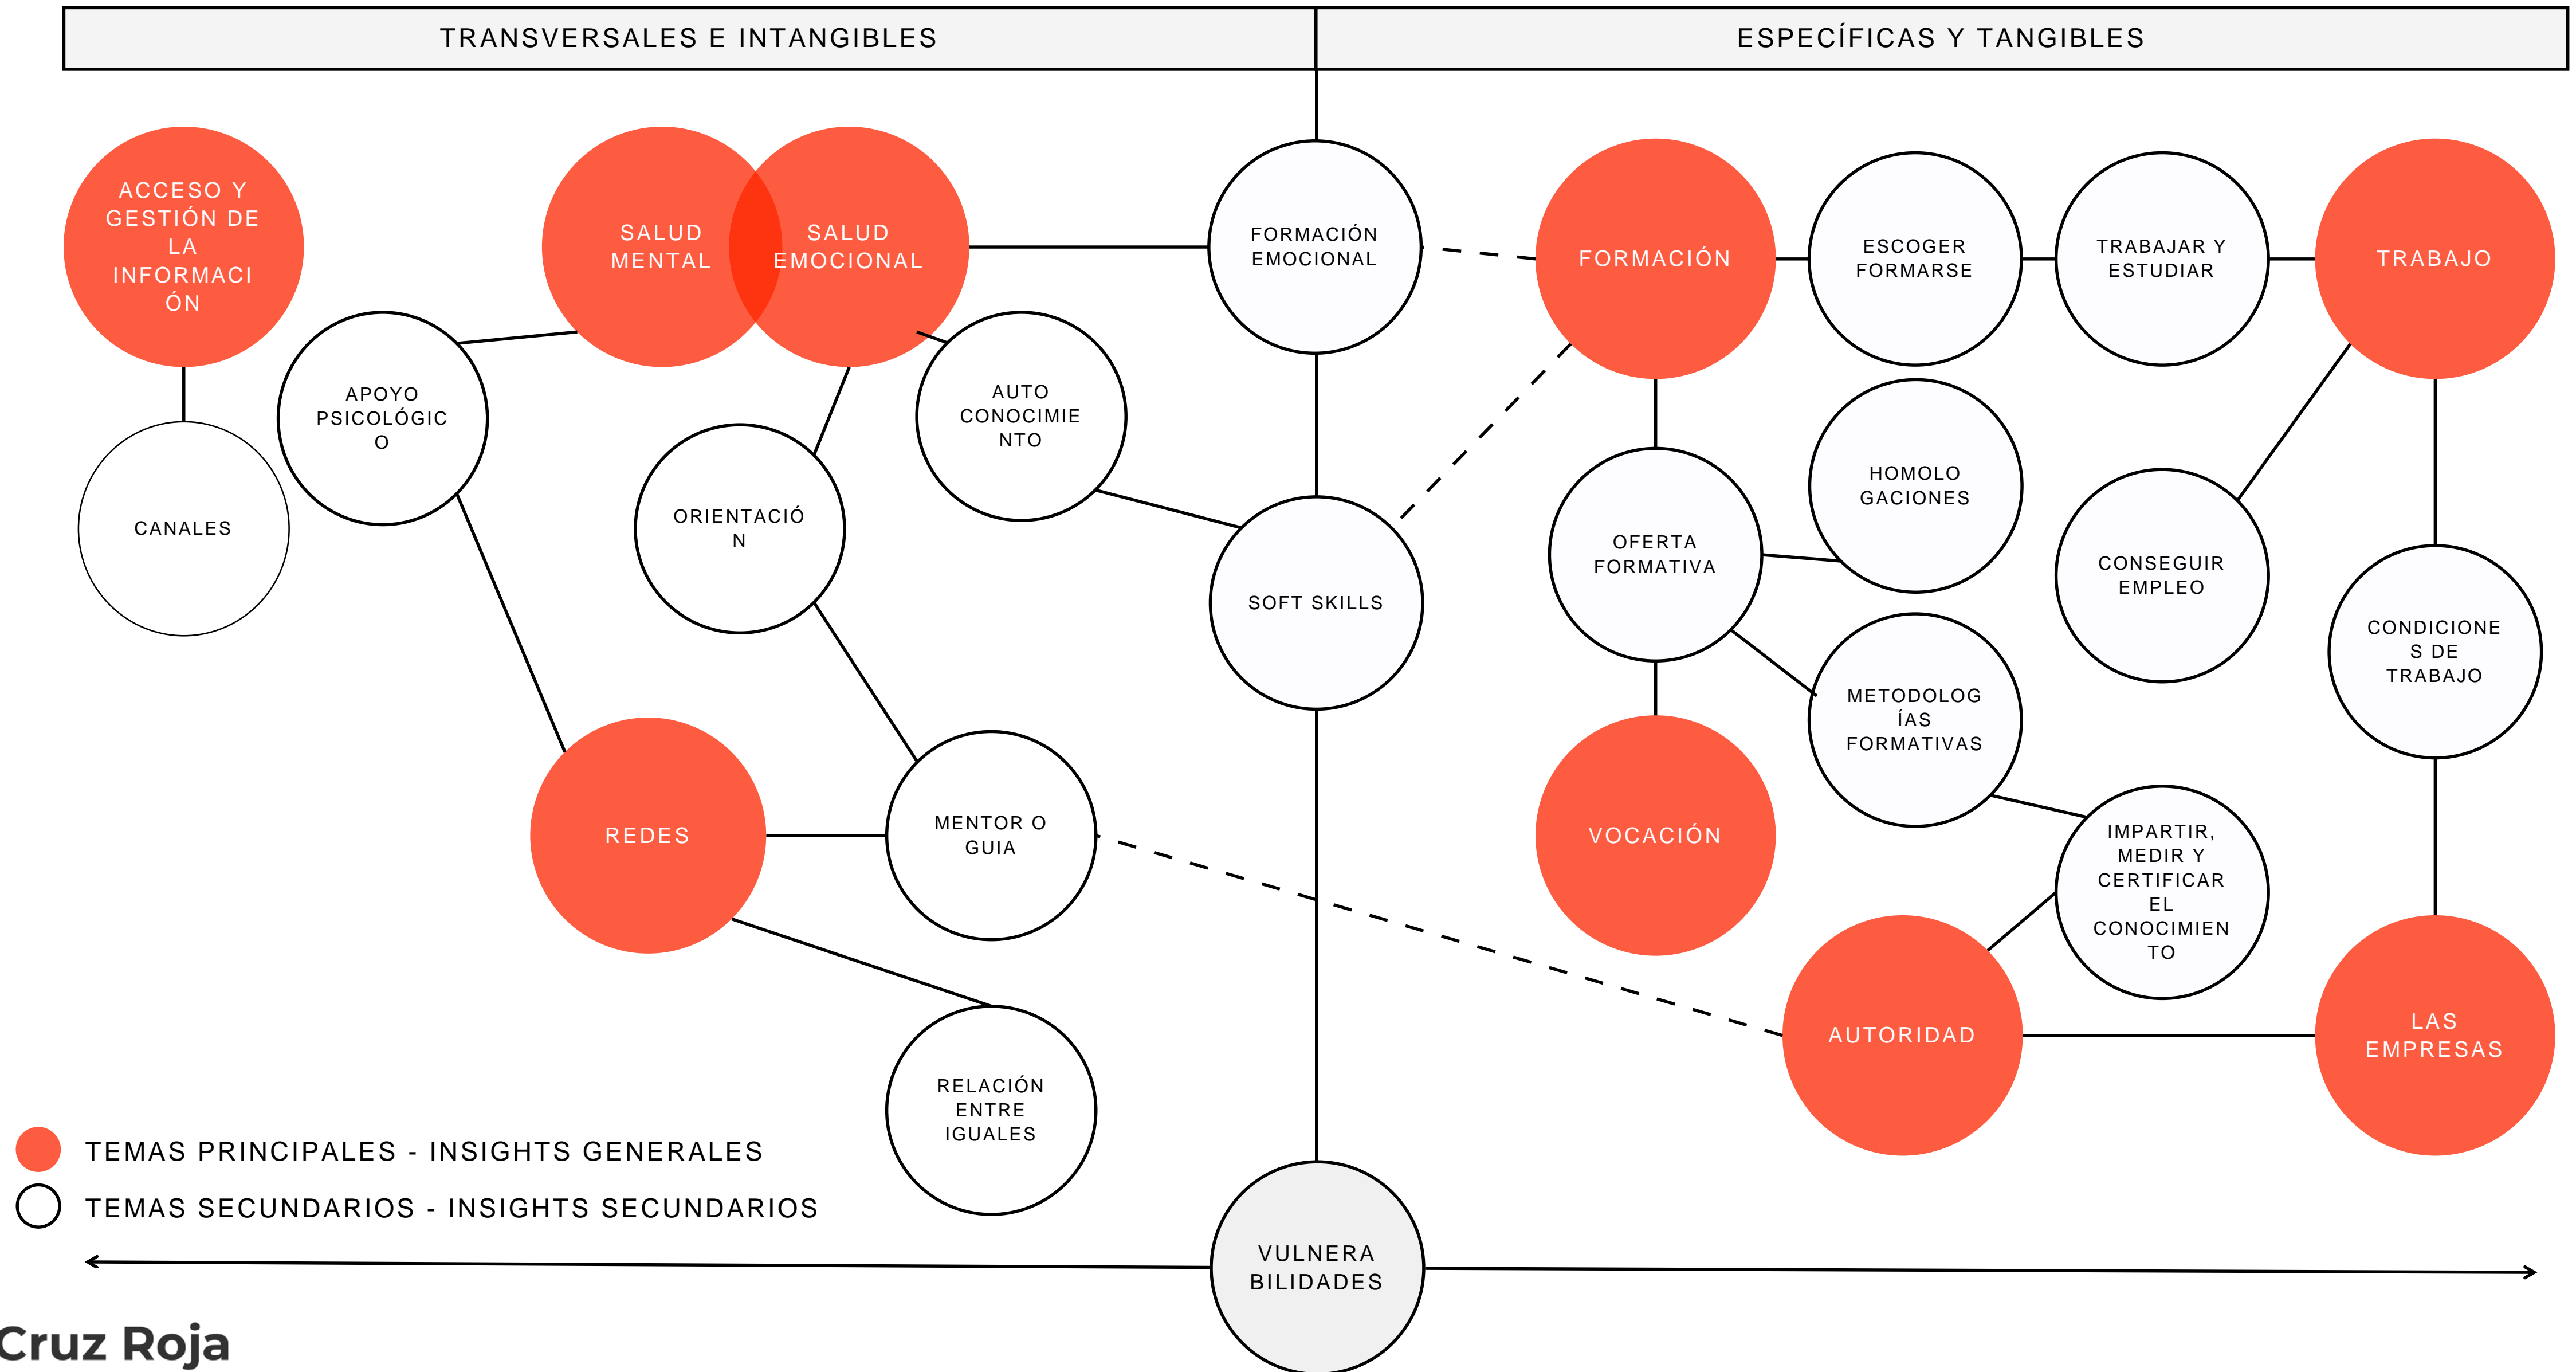 TRANSVERSALES E INTANGIBLES
ESPECÍFICAS Y TANGIBLES
ACCESO Y
GESTIÓN DE
LA
INFORMACI
ÓN
SALUD
MENTAL
SALUD
EMOCIONAL
FORMACIÓN
EMOCIONAL
FORMACIÓN
ESCOGER
FORMARSE
TRABAJAR Y
ESTUDIAR
TRABAJO
APOYO
PSICOLÓGIC
O
AUTO
CONOCIMIE
NTO
CANALES
ORIENTACIÓ
N
SOFT SKILLS
OFERTA
FORMATIVA
HOMOLO
GACIONES
CONSEGUIR
EMPLEO
CONDICIONE
S DE
TRABAJO
METODOLOG
ÍAS
FORMATIVAS
REDES
MENTOR O
GUIA
VOCACIÓN
IMPARTIR,
MEDIR Y
CERTIFICAR
EL
CONOCIMIEN
TO
AUTORIDAD
LAS
EMPRESAS
RELACIÓN
ENTRE
IGUALES
TEMAS PRINCIPALES - INSIGHTS GENERALES
TEMAS SECUNDARIOS - INSIGHTS SECUNDARIOS
VULNERA
BILIDADES
Cruz Roja